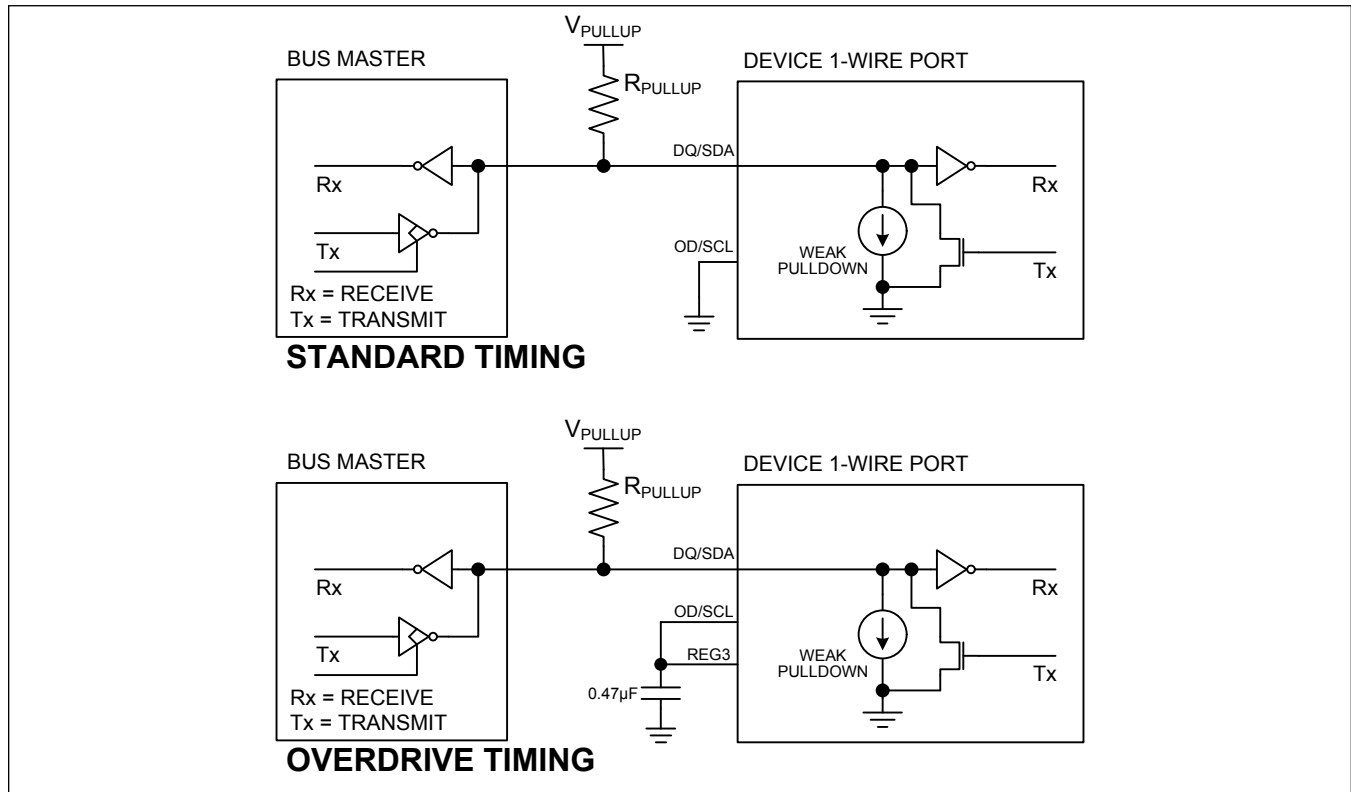 VPULLUP
BUS MASTER
DEVICE 1-WIRE PORT
RPULLUP
DQ/SDA
Rx
Rx
Tx
OD/SCL
WEAK
PULLDOWN
Tx
Rx = RECEIVE
Tx = TRANSMIT
STANDARD TIMING
VPULLUP
BUS MASTER
DEVICE 1-WIRE PORT
RPULLUP
DQ/SDA
Rx
Rx
OD/SCL
Tx
REG3
WEAK
PULLDOWN
Tx
0.47µF
Rx = RECEIVE
Tx = TRANSMIT
OVERDRIVE TIMING